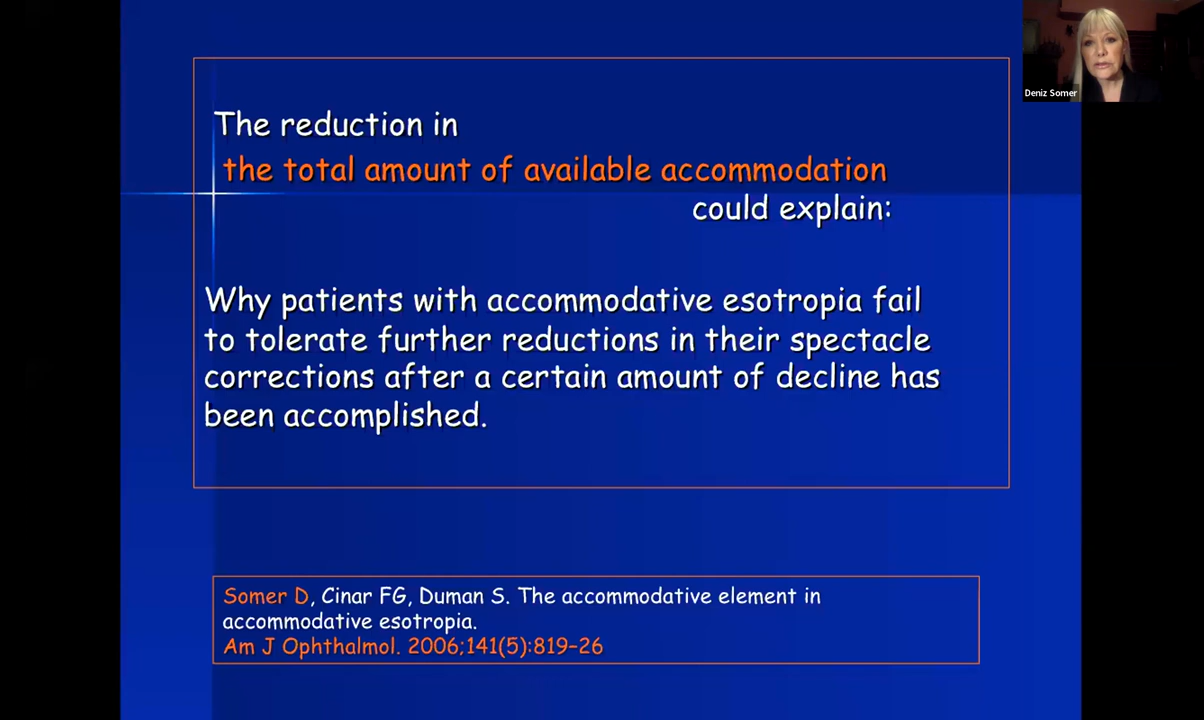 Deniz Somer
The reduction in
the total amount of available accommodation
could explain:
Why patients with accommodative esotropia fail
to tolerate further reductions in their spectacle
corrections after a certain amount of decline has
been accomplished.
Somer D, Cinar FG, Duman S. The accommodative element in
accommodative esotropia.
Am J Ophthalmol. 2006;141(5):819–26